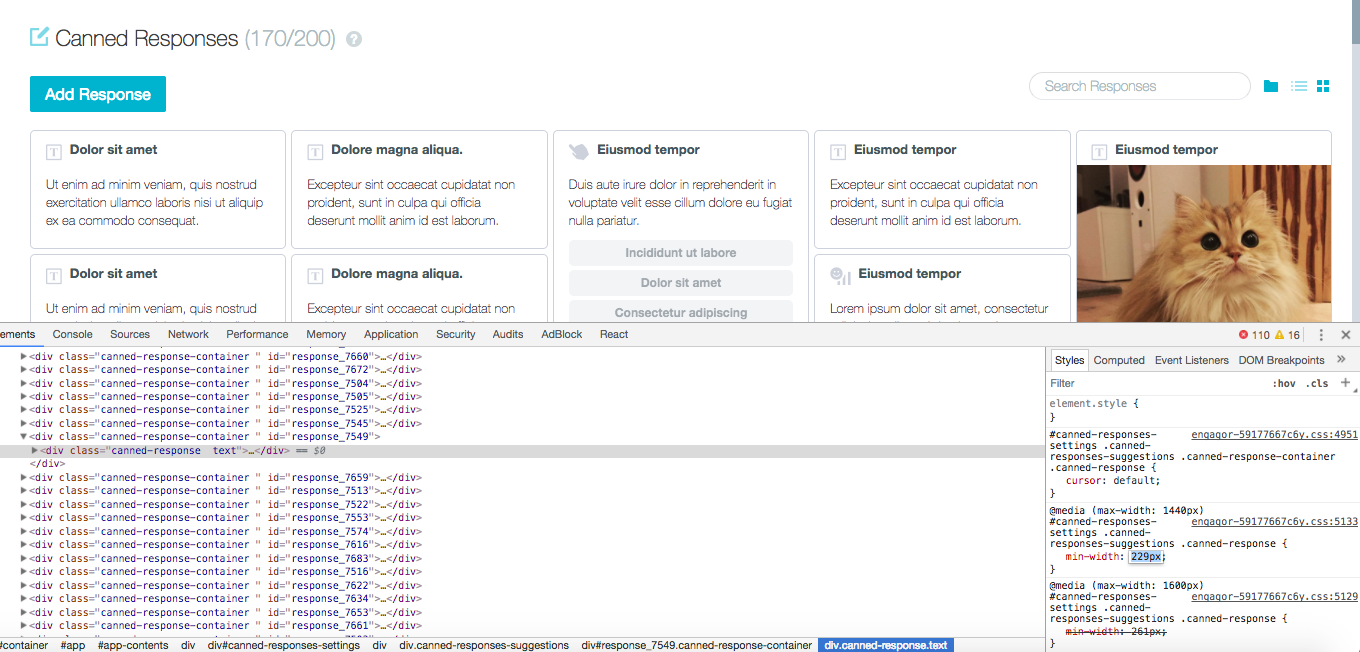 Canned Responses (170/200) ?
Add Response
Search Responses
T Dolor sit amet
Ut enim ad minim veniam, quis nostrud
exercitation ullamco laboris nisi ut aliquip
ex ea commodo consequat.
T Dolore magna aliqua.
Excepteur sint occaecat cupidatat non
proident, sunt in culpa qui officia
deserunt mollit anim id est laborum.
Eiusmod tempor
Duis aute irure dolor in reprehenderit in
voluptate velit esse cillum dolore eu fugiat
nulla pariatur.
Incididunt ut labore
Dolor sit amet
Consectetur adipiscing
T Eiusmod tempor
Excepteur sint occaecat cupidatat non
proident, sunt in culpa qui officia
deserunt mollit anim id est laborum.
T Eiusmod tempor
T Dolor sit amet
Ut enim ad minim veniam, quis nostrud
T Dolore magna aliqua.
Excepteur sint occaecat cupidatat non
Eiusmod tempor
Lorem ipsum dolor sit amet, consectetur
ements Console Sources Network Performance Memory Application Security Audits AdBlock React 110 16
<div class="canned-response-container " id="response_7660">…</div>
<div class="canned-response-container " id="response_7672">…</div>
<div class="canned-response-container " id="response_7504">…</div>
<div class="canned-response-container " id="response_7505">…</div>
<div class="canned-response-container " id="response_7525">…</div>
<div class="canned-response-container " id="response_7545">…</div>
<div class="canned-response-container " id="response_7549">
<div class="canned-response  text">…</div> == $0
</div>
<div class="canned-response-container " id="response_7659">…</div>
<div class="canned-response-container " id="response_7513">…</div>
<div class="canned-response-container " id="response_7522">…</div>
<div class="canned-response-container " id="response_7553">…</div>
<div class="canned-response-container " id="response_7574">…</div>
<div class="canned-response-container " id="response_7616">…</div>
<div class="canned-response-container " id="response_7683">…</div>
<div class="canned-response-container " id="response_7516">…</div>
<div class="canned-response-container " id="response_7622">…</div>
<div class="canned-response-container " id="response_7634">…</div>
<div class="canned-response-container " id="response_7653">…</div>
<div class="canned-response-container " id="response_7661">…</div>
#container #app #app-contents div div#canned-responses-settings div div.canned-responses-suggestions div#response_7549.canned-response-container div.canned-response.text
Styles Computed Event Listeners DOM Breakpoints »
Filter :hov .cls +
element.style {
}
#canned-responses- engagor-59177667c6y.css:4951
settings .canned-
responses-suggestions .canned-response-container
.canned-response {
cursor: default;
}
@media (max-width: 1440px)
#canned-responses- engagor-59177667c6y.css:5133
settings .canned-
responses-suggestions .canned-response {
min-width: 229px;
}
@media (max-width: 1600px)
#canned-responses- engagor-59177667c6y.css:5129
settings .canned-
responses-suggestions .canned-response {
min-width: 261px;
}